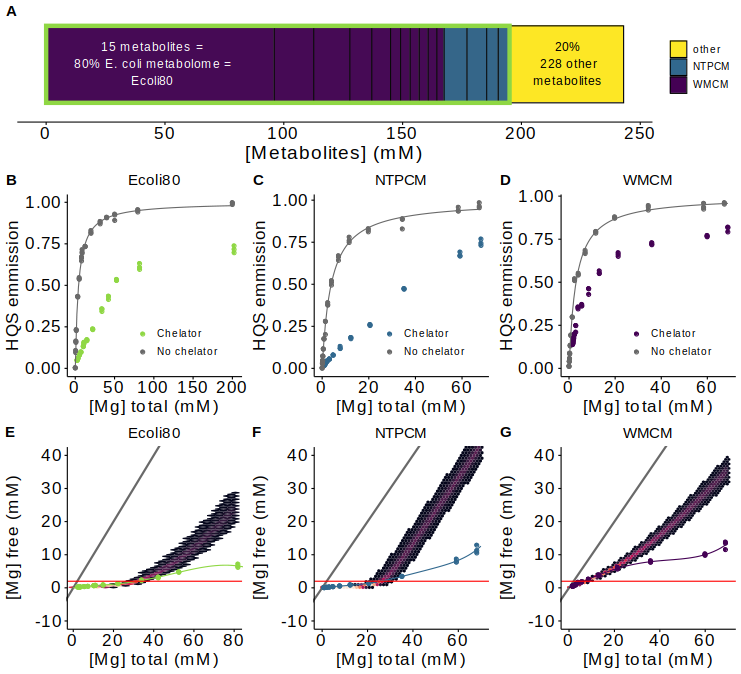 A
15 metabolites =
80% E. coli metabolome =
Ecoli80
20%
228 other
metabolites
other
NTPCM
WMCM
0 50 100 150 200 250
[Metabolites] (mM)
B Ecoli80
HQS emmission
1.00
0.75
0.50
0.25
0.00
Chelator
No chelator
0 50 100 150 200
[Mg] total (mM)
C NTPCM
HQS emmission
1.00
0.75
0.50
0.25
0.00
Chelator
No chelator
0 20 40 60
[Mg] total (mM)
D WMCM
HQS emmission
1.00
0.75
0.50
0.25
0.00
Chelator
No chelator
0 20 40 60
[Mg] total (mM)
E Ecoli80
[Mg] free (mM)
40
30
20
10
0
-10
0 20 40 60 80
[Mg] total (mM)
F NTPCM
[Mg] free (mM)
40
30
20
10
0
-10
0 20 40 60
[Mg] total (mM)
G WMCM
[Mg] free (mM)
40
30
20
10
0
-10
0 20 40 60
[Mg] total (mM)